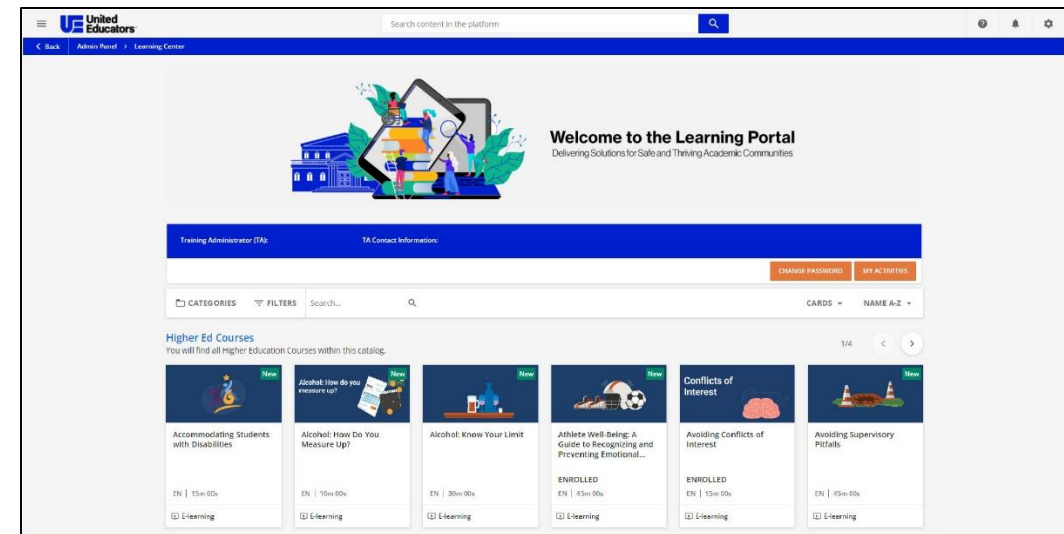 United
Educators
Search content in the platform
Back Admin Panel > Learning Center
Welcome to the Learning Portal
Delivering Solutions for Safe and Thriving Academic Communities
Training Administrator (TA): TA Contact Information:
CHANGE PASSWORD MY ACTIVITIES
CATEGORIES FILTERS Search... CARDS NAME A-Z
Higher Ed Courses
You will find all Higher Education Courses within this catalog.
1/4
New
Accommodating Students
with Disabilities
EN | 15m 00s
E-learning
Alcohol: How do you
measure up?
New
Alcohol: How Do You
Measure Up?
EN | 10m 00s
E-learning
New
Alcohol: Know Your Limit
EN | 30m 00s
E-learning
New
Athlete Well-Being: A
Guide to Recognizing and
Preventing Emotional...
ENROLLED
EN | 45m 00s
E-learning
Conflicts of
Interest
Avoiding Conflicts of
Interest
ENROLLED
EN | 15m 00s
E-learning
New
Avoiding Supervisory
Pitfalls
EN | 45m 00s
E-learning